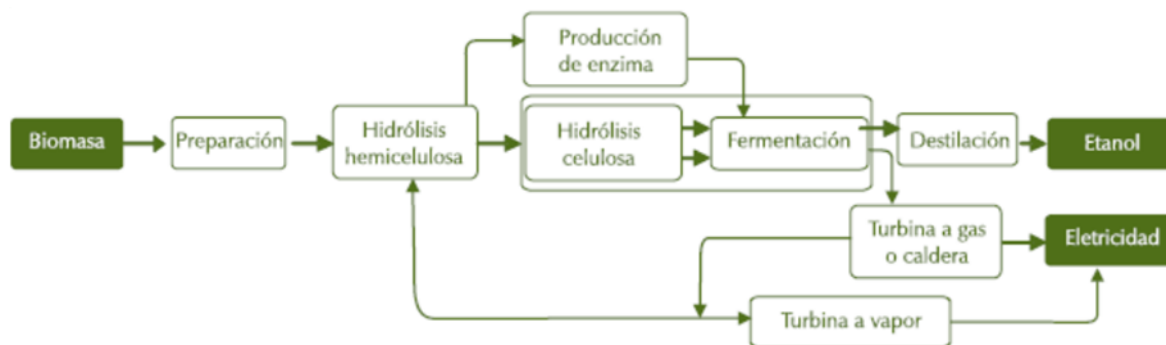 Producción
de enzima
Biomasa
Preparación
Hidrólisis
hemicelulosa
Hidrólisis
celulosa
Fermentación
Destilación
Etanol
Turbina a gas
o caldera
Eletricidad
Turbina a vapor